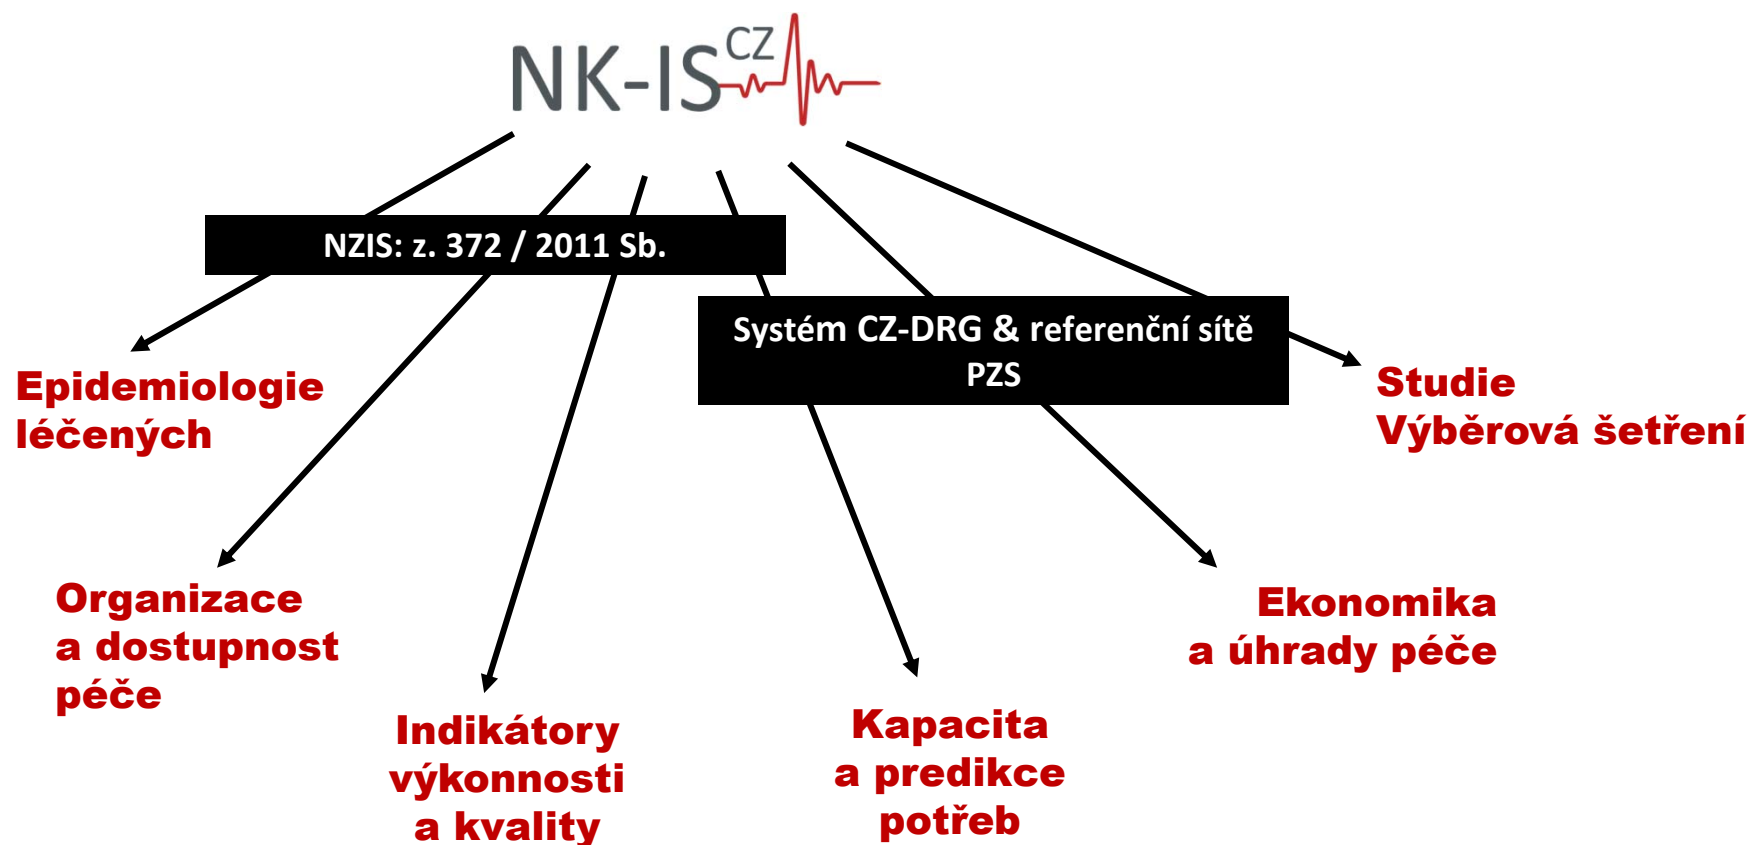 NK-IS CZ
NZIS: z. 372 / 2011 Sb.
Systém CZ-DRG & referenční sítě
PZS
Epidemiologie
léčených
Studie
Výběrová šetření
Organizace
a dostupnost
péče
Ekonomika
a úhrady péče
Indikátory
výkonnosti
a kvality
Kapacita
a predikce
potřeb